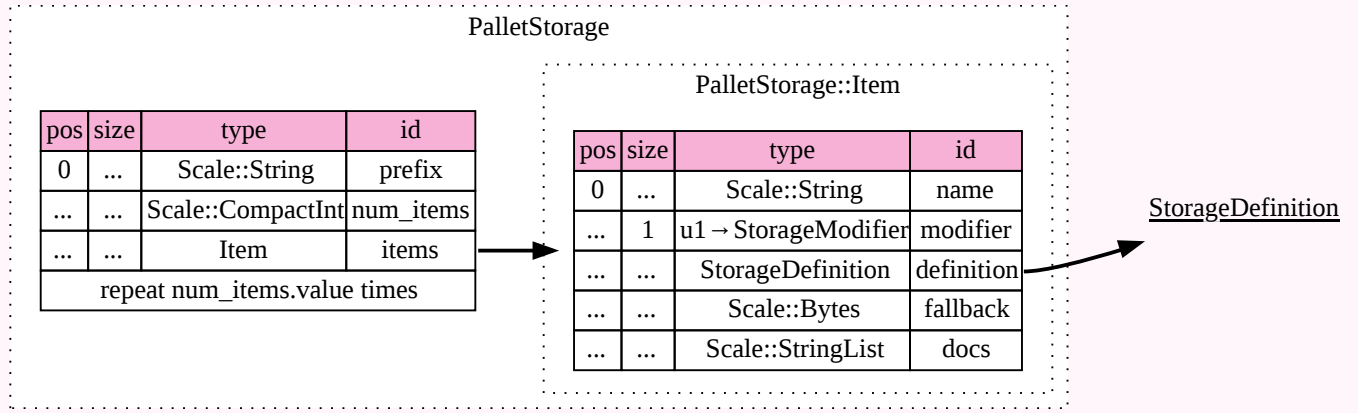 PalletStorage
pos size type id
0 ... Scale::String prefix
... ... Scale::CompactInt num_items
... ... Item items
repeat num_items.value times
PalletStorage::Item
pos size type id
0 ... Scale::String name
... 1 u1→StorageModifier modifier
... ... StorageDefinition definition
... ... Scale::Bytes fallback
... ... Scale::StringList docs
StorageDefinition